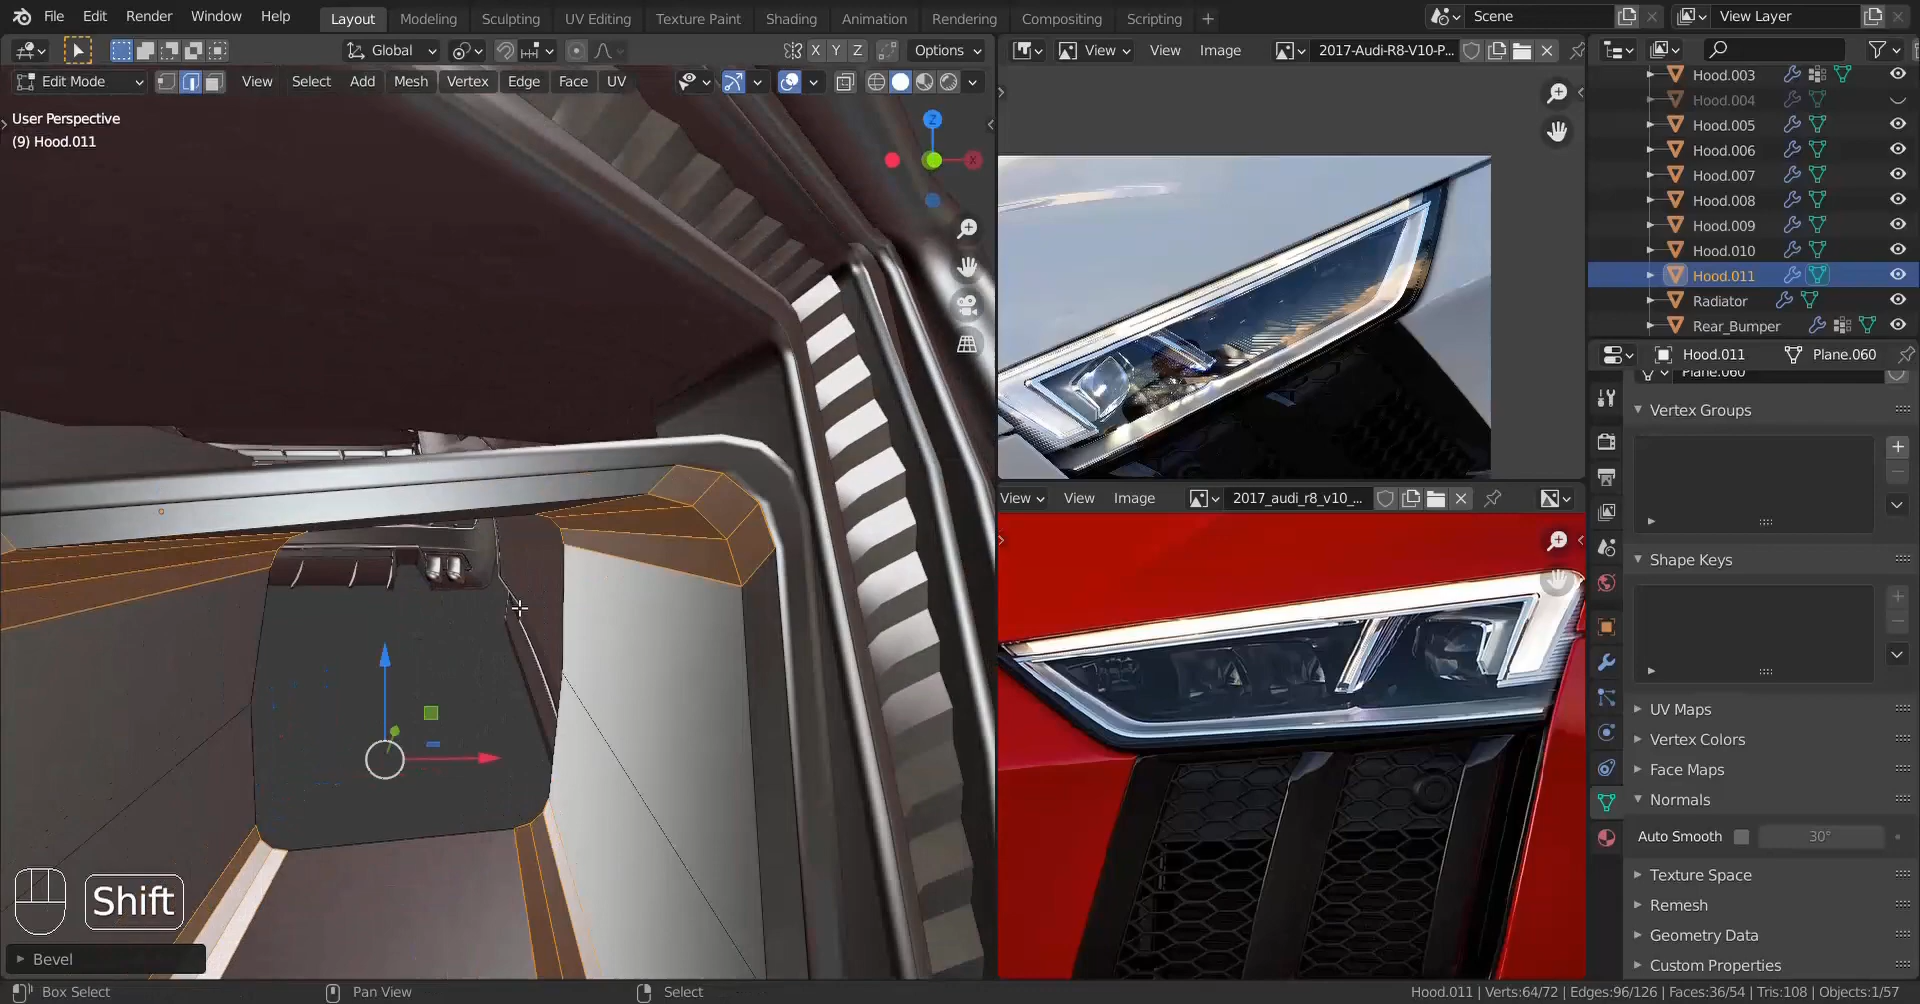 File Edit Render Window Help
Layout Modeling Sculpting UV Editing Texture Paint Shading Animation Rendering Compositing Scripting +
Scene
View Layer
Global
X Y Z
Options
Edit Mode
View Select Add Mesh Vertex Edge Face UV
User Perspective
(9) Hood.011
Z
X
View View Image
2017-Audi-R8-V10-P...
View View Image
2017_audi_r8_v10_...
Hood.003
Hood.004
Hood.005
Hood.006
Hood.007
Hood.008
Hood.009
Hood.010
Hood.011
Radiator
Rear_Bumper
Hood.011 Plane.060
Plane.060
Vertex Groups
Shape Keys
UV Maps
Vertex Colors
Face Maps
Normals
Auto Smooth 30°
Texture Space
Remesh
Geometry Data
Custom Properties
Shift
Bevel
Box Select Pan View Select
Hood.011 | Verts:64/72 | Edges:96/126 | Faces:36/54 | Tris:108 | Objects:1/57